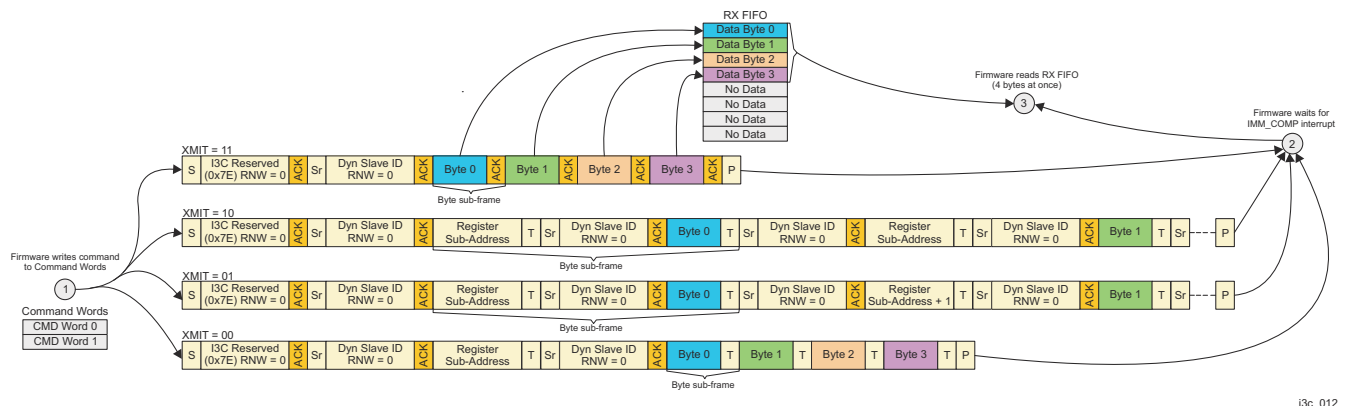 RX FIFO
Data Byte 0
Data Byte 1
Data Byte 2
Data Byte 3
No Data
No Data
No Data
No Data
Firmware reads RX FIFO
(4 bytes at once)
3
Firmware waits for
IMM_COMP interrupt
2
XMIT = 11
S I3C Reserved (0x7E) RNW = 0 ACK Sr Dyn Slave ID RNW = 0 ACK Byte 0 ACK Byte 1 ACK Byte 2 ACK Byte 3 ACK P
Byte sub-frame
XMIT = 10
S I3C Reserved (0x7E) RNW = 0 ACK Sr Dyn Slave ID RNW = 0 ACK Register Sub-Address T Sr Dyn Slave ID RNW = 0 ACK Byte 0 T Sr Dyn Slave ID RNW = 0 ACK Register Sub-Address T Sr Dyn Slave ID RNW = 0 ACK Byte 1 T Sr P
Byte sub-frame
Firmware writes command
to Command Words
1
Command Words
CMD Word 0
CMD Word 1
XMIT = 01
S I3C Reserved (0x7E) RNW = 0 ACK Sr Dyn Slave ID RNW = 0 ACK Register Sub-Address T Sr Dyn Slave ID RNW = 0 ACK Byte 0 T Sr Dyn Slave ID RNW = 0 ACK Register Sub-Address + 1 T Sr Dyn Slave ID RNW = 0 ACK Byte 1 T Sr P
Byte sub-frame
XMIT = 00
S I3C Reserved (0x7E) RNW = 0 ACK Sr Dyn Slave ID RNW = 0 ACK Register Sub-Address T Sr Dyn Slave ID RNW = 0 ACK Byte 0 T Byte 1 T Byte 2 T Byte 3 T P
Byte sub-frame
i3c_012